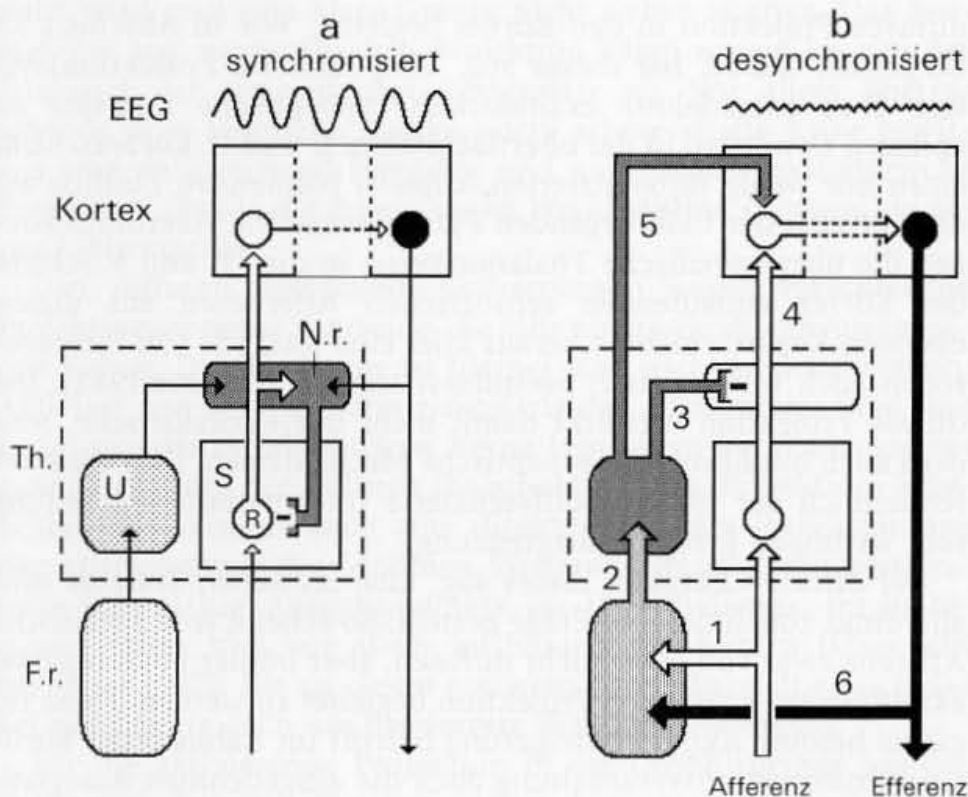 a
synchronisiert
b
desynchronisiert
EEG
Kortex
5
4
N.r.
3
Th.
U
S
R
2
F.r.
1
6
Afferenz
Efferenz